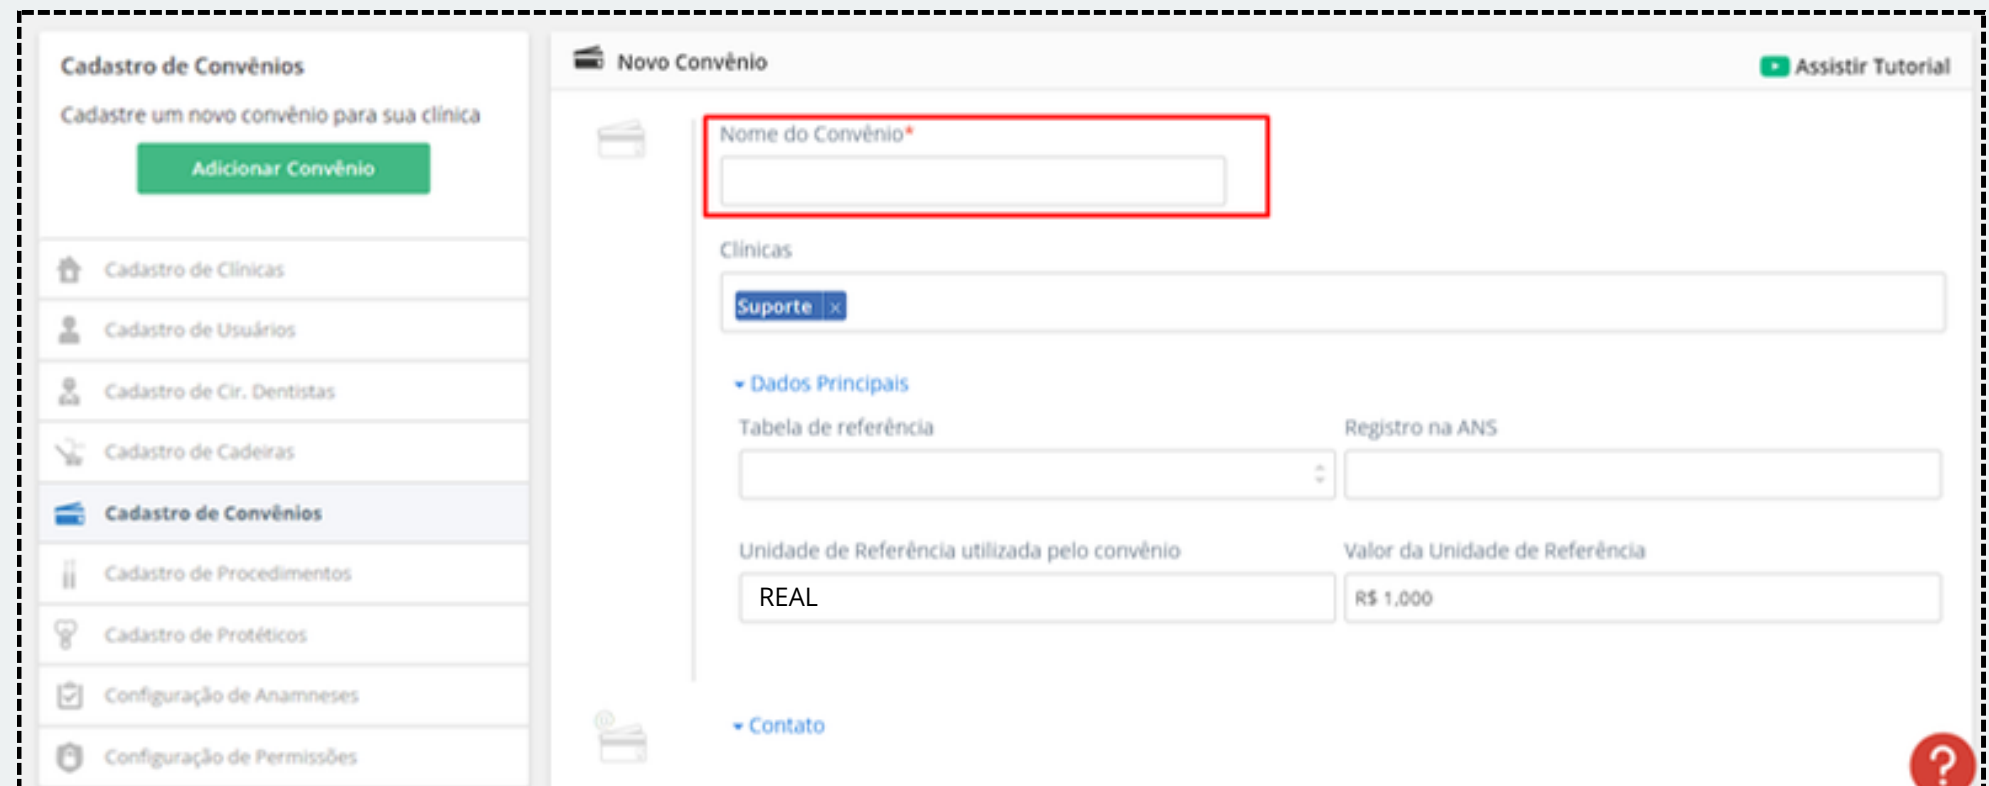 Cadastro de Convênios
Cadastre um novo convênio para sua clínica
Adicionar Convênio
Cadastro de Clínicas
Cadastro de Usuários
Cadastro de Cir. Dentistas
Cadastro de Cadeiras
Cadastro de Convênios
Cadastro de Procedimentos
Cadastro de Protéticos
Configuração de Anamneses
Configuração de Permissões
Novo Convênio
Assistir Tutorial
Nome do Convênio*
Clínicas
Suporte ×
Dados Principais
Tabela de referência
Registro na ANS
Unidade de Referência utilizada pelo convênio
Valor da Unidade de Referência
REAL
R$ 1,000
Contato
?